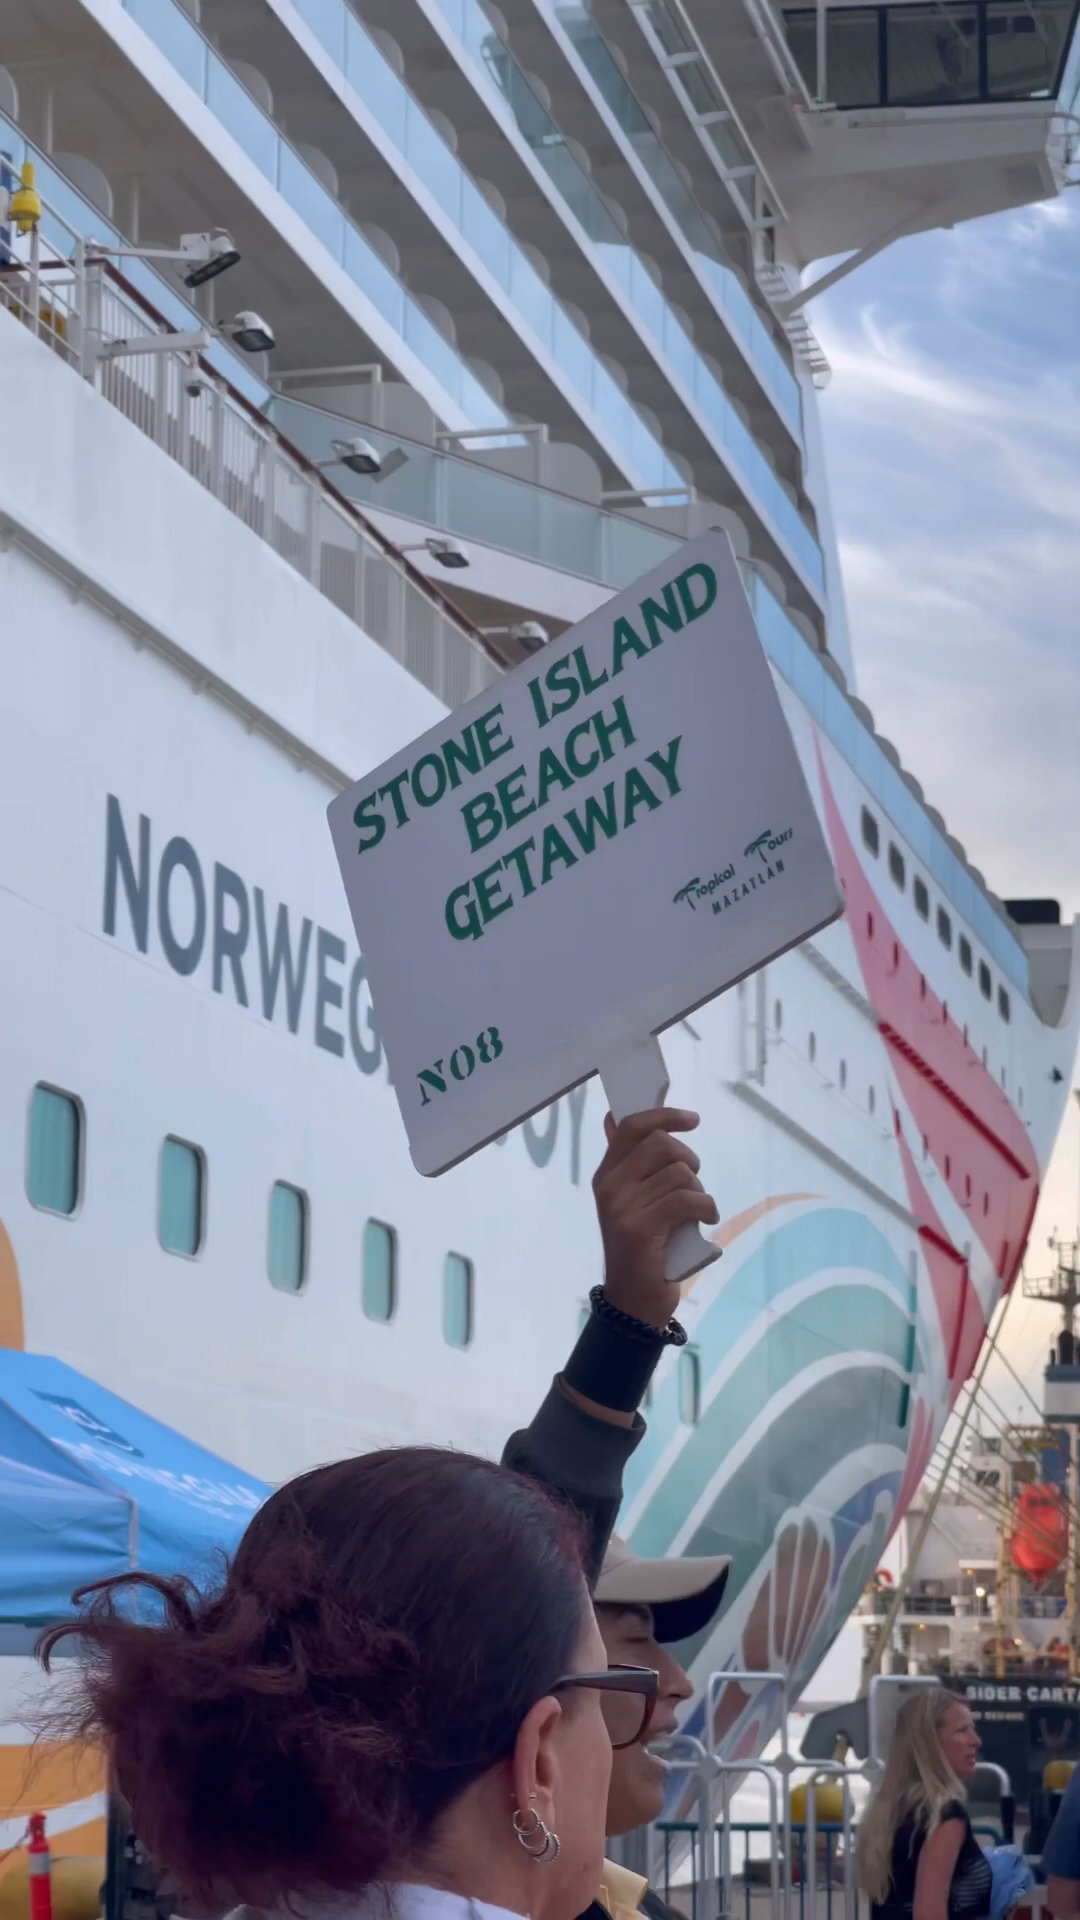 STONE ISLAND
BEACH
GETAWAY
Tropical Tours
MAZATLAN
N08
NORWEG
OY
SIDER CARTA